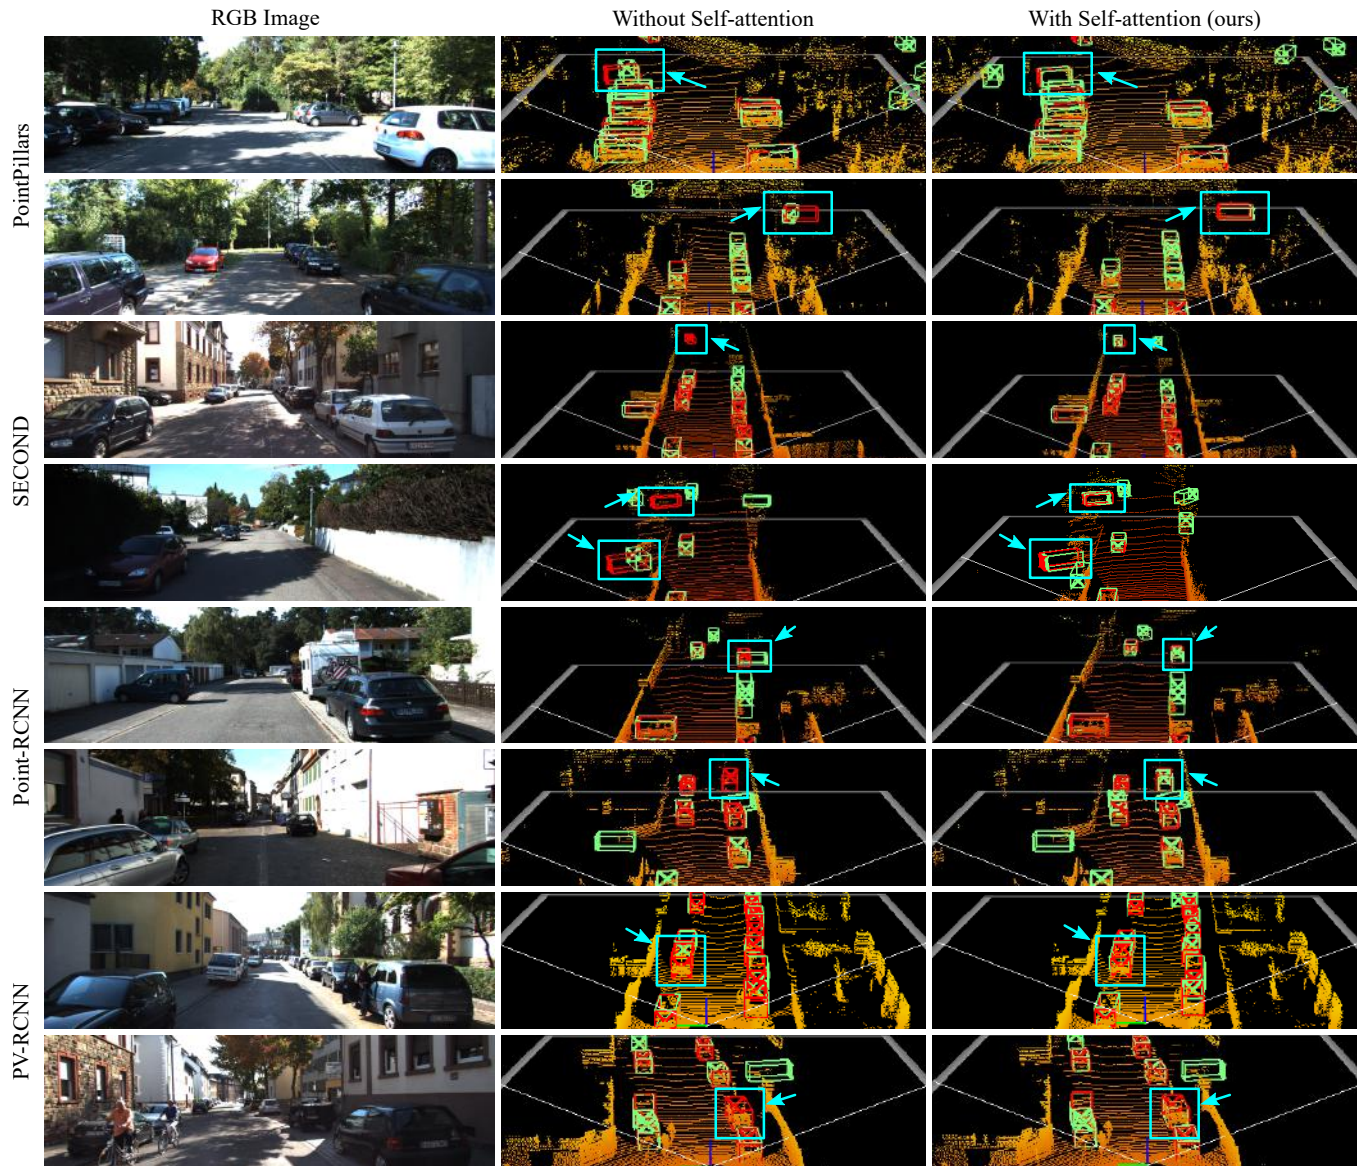 RGB Image
Without Self-attention
With Self-attention (ours)
PointPillars
SECOND
Point-RCNN
PV-RCNN